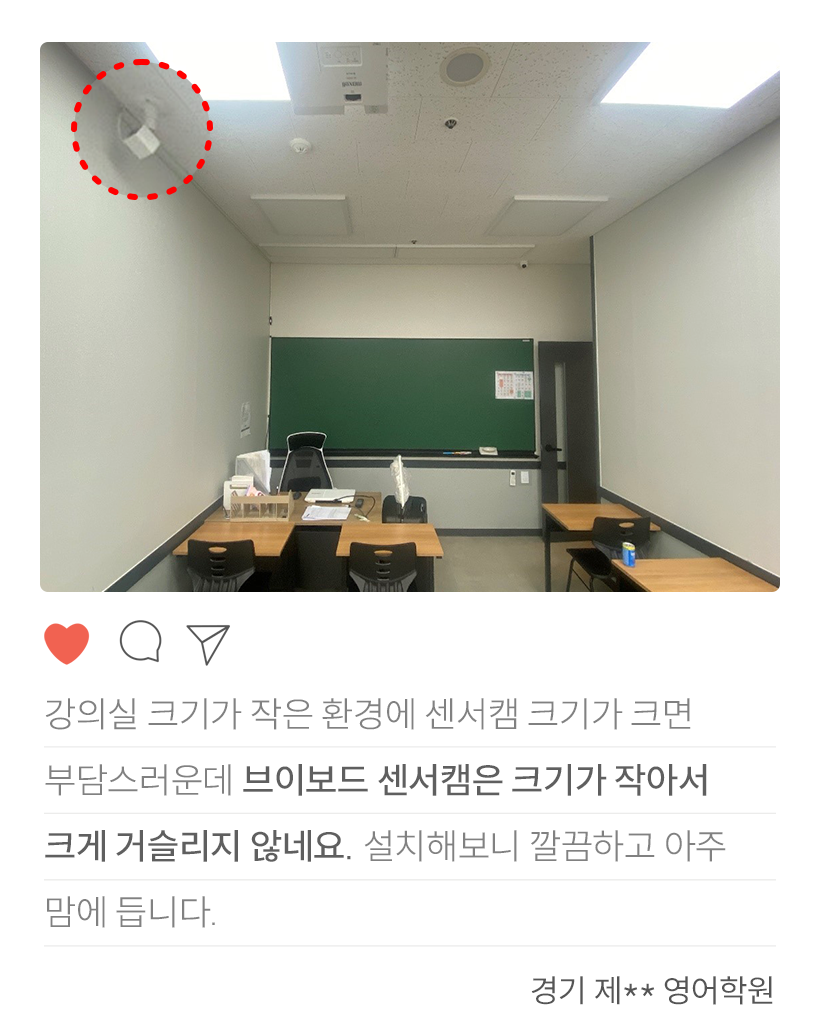 강의실 크기가 작은 환경에 센서캠 크기가 크면
부담스러운데 브이보드 센서캠은 크기가 작아서
크게 거슬리지 않네요. 설치해보니 깔끔하고 아주
맘에 듭니다.
경기 제** 영어학원